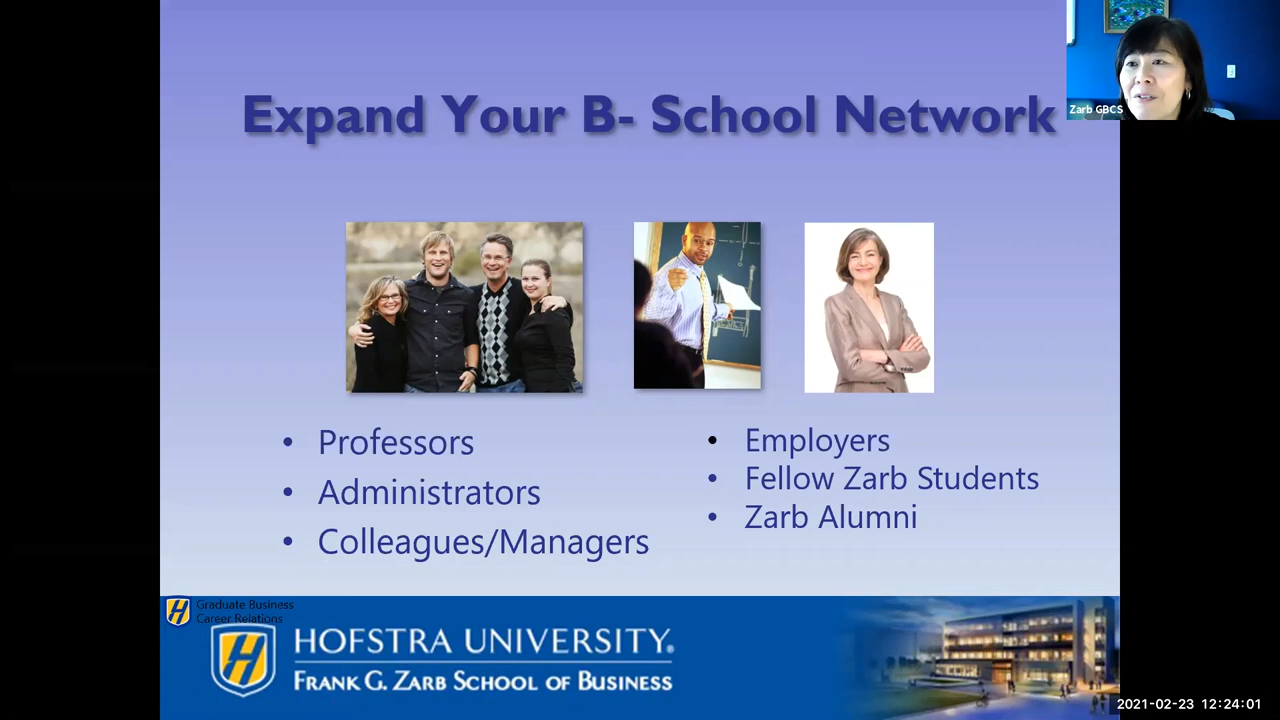 Expand Your B- School Network
Zarb GBCS
• Professors
• Administrators
• Colleagues/Managers
• Employers
• Fellow Zarb Students
• Zarb Alumni
Graduate Business
Career Relations
H
HOFSTRA UNIVERSITY®
FRANK G. ZARB SCHOOL OF BUSINESS
2021-02-23 12:24:01